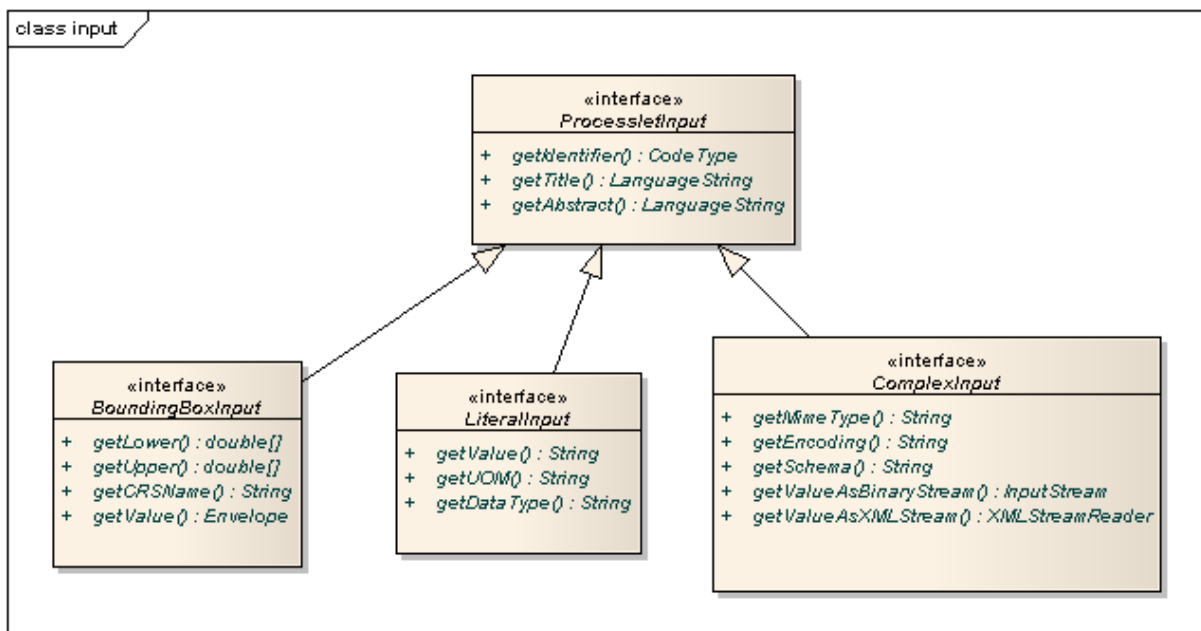 class input
«interface»
ProcessletInput
+ getIdentifier() : CodeType
+ getTitle() : LanguageString
+ getAbstract() : LanguageString
«interface»
BoundingBoxInput
+ getLower() : double[]
+ getUpper() : double[]
+ getCRSName() : String
+ getValue() : Envelope
«interface»
LiteralInput
+ getValue() : String
+ getUOM() : String
+ getDataType() : String
«interface»
ComplexInput
+ getMimeType() : String
+ getEncoding() : String
+ getSchema() : String
+ getValueAsBinaryStream() : InputStream
+ getValueAsXMLStream() : XMLStreamReader